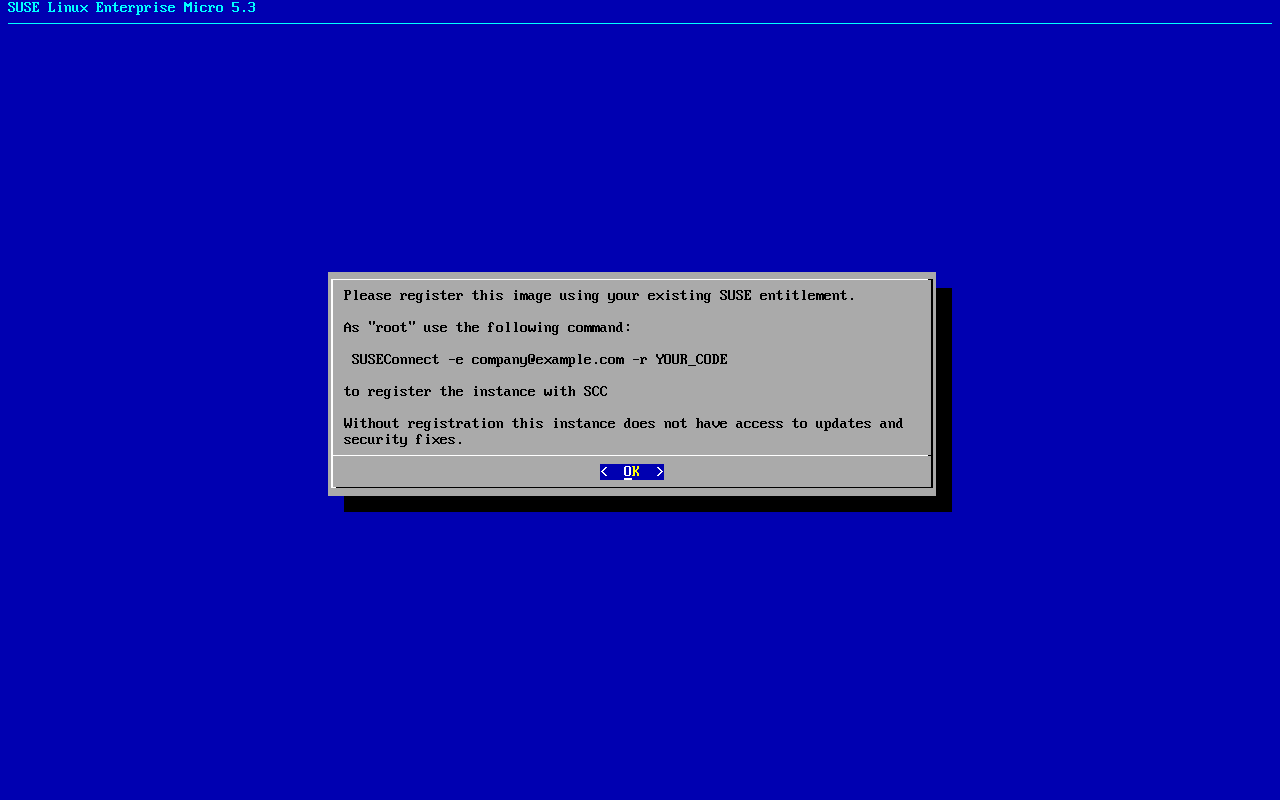 SUSE Linux Enterprise Micro 5.3
Please register this image using your existing SUSE entitlement.
As "root" use the following command:
SUSEConnect -e company@example.com -r YOUR_CODE
to register the instance with SCC
Without registration this instance does not have access to updates and
security fixes.
< OK >